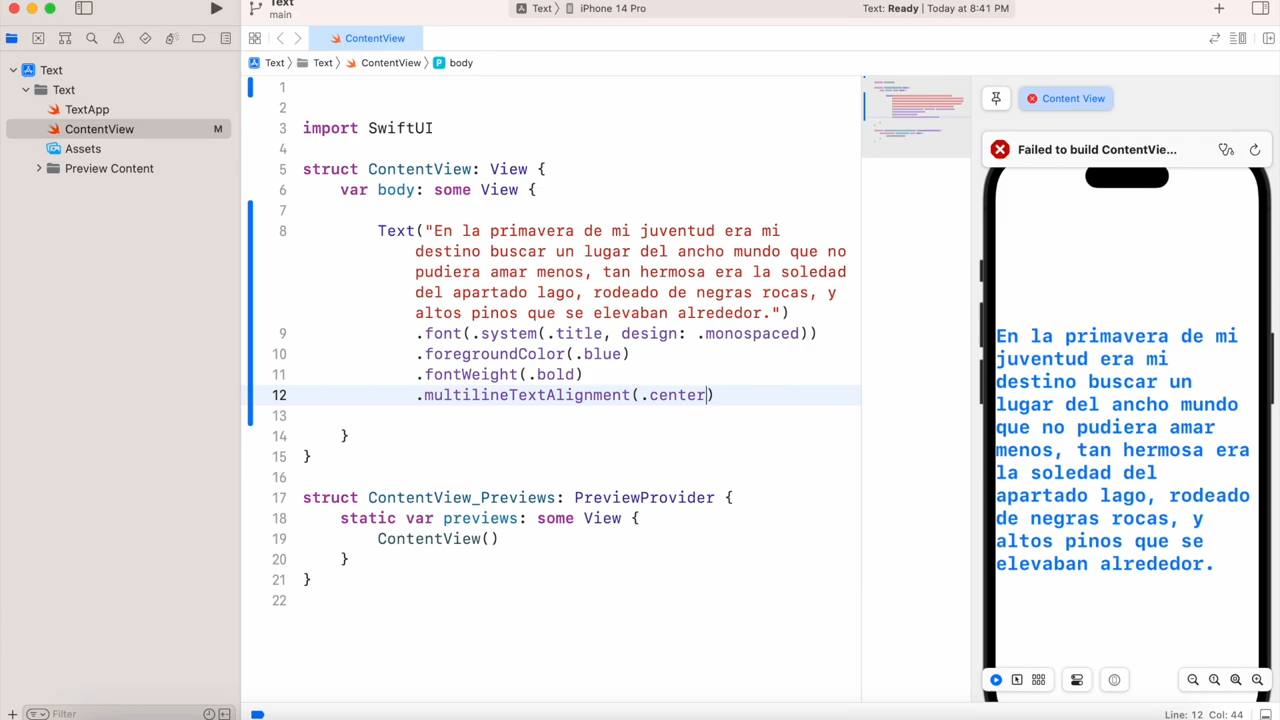 Text
main
Text
iPhone 14 Pro
Text: Ready | Today at 8:41 PM
ContentView
Text
Text
ContentView
body
Text
Text
TextApp
ContentView
M
Assets
Preview Content
1
2
3 import SwiftUI
4
5 struct ContentView: View {
6 var body: some View {
7
8 Text("En la primavera de mi juventud era mi
destino buscar un lugar del ancho mundo que no
pudiera amar menos, tan hermosa era la soledad
del apartado lago, rodeado de negras rocas, y
altos pinos que se elevaban alrededor.")
9 .font(.system(.title, design: .monospaced))
10 .foregroundColor(.blue)
11 .fontWeight(.bold)
12 .multilineTextAlignment(.center)
13
14 }
15 }
16
17 struct ContentView_Previews: PreviewProvider {
18 static var previews: some View {
19 ContentView()
20 }
21 }
22
Content View
Failed to build ContentVie...
En la primavera de mi
juventud era mi
destino buscar un
lugar del ancho mundo
que no pudiera amar
menos, tan hermosa era
la soledad del
apartado lago, rodeado
de negras rocas, y
altos pinos que se
elevaban alrededor.
Filter
Line: 12 Col: 44